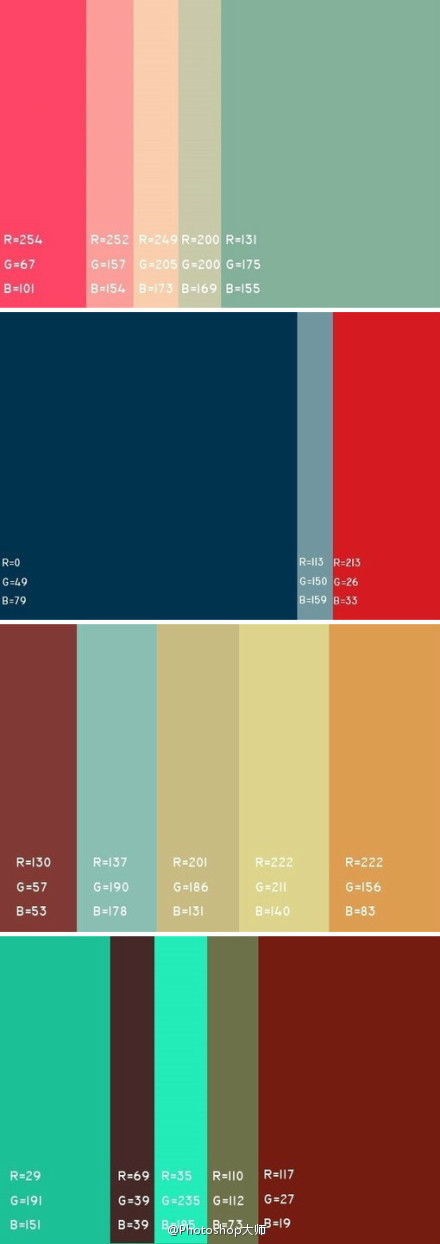 R=254 R=252 R=249 R=200 R=131
G=67 G=157 G=205 G=200 G=175
B=101 B=154 B=173 B=169 B=155
R=0 R=113 R=213
G=49 G=150 G=26
B=79 B=159 B=33
R=130 R=137 R=201 R=222 R=222
G=57 G=190 G=186 G=211 G=156
B=53 B=178 B=131 B=140 B=83
R=29 R=69 R=35 R=110 R=117
G=191 G=39 G=235 G=112 G=27
B=151 B=39 B=73 B=19
@Photoshop大师